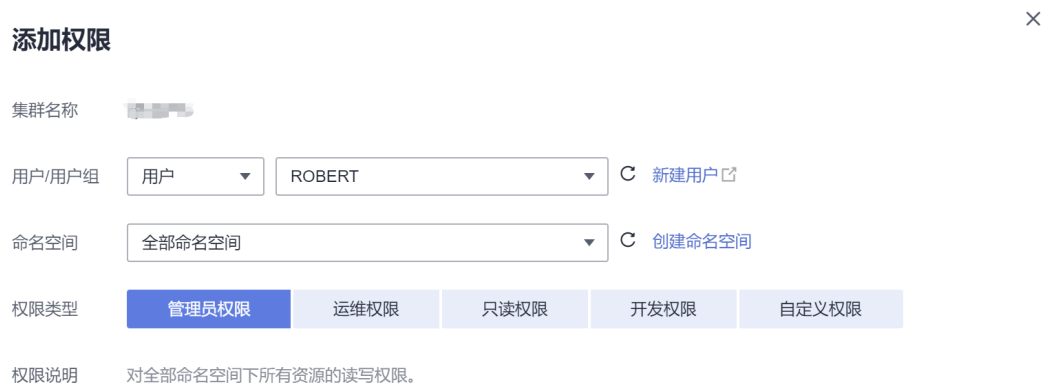 添加权限
集群名称
用户/用户组 用户 ROBERT 新建用户
命名空间 全部命名空间 创建命名空间
权限类型 管理员权限 运维权限 只读权限 开发权限 自定义权限
权限说明 对全部命名空间下所有资源的读写权限。